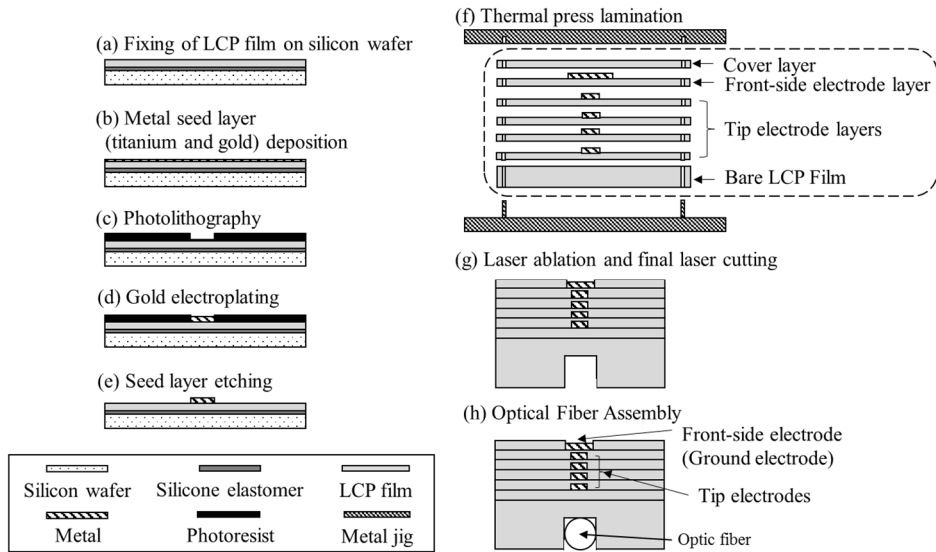 (a) Fixing of LCP film on silicon wafer
(b) Metal seed layer
(titanium and gold) deposition
(c) Photolithography
(d) Gold electroplating
(e) Seed layer etching
Silicon wafer
Silicone elastomer
LCP film
Metal
Photoresist
Metal jig
(f) Thermal press lamination
Cover layer
Front-side electrode layer
Tip electrode layers
Bare LCP Film
(g) Laser ablation and final laser cutting
(h) Optical Fiber Assembly
Front-side electrode
(Ground electrode)
Tip electrodes
Optic fiber